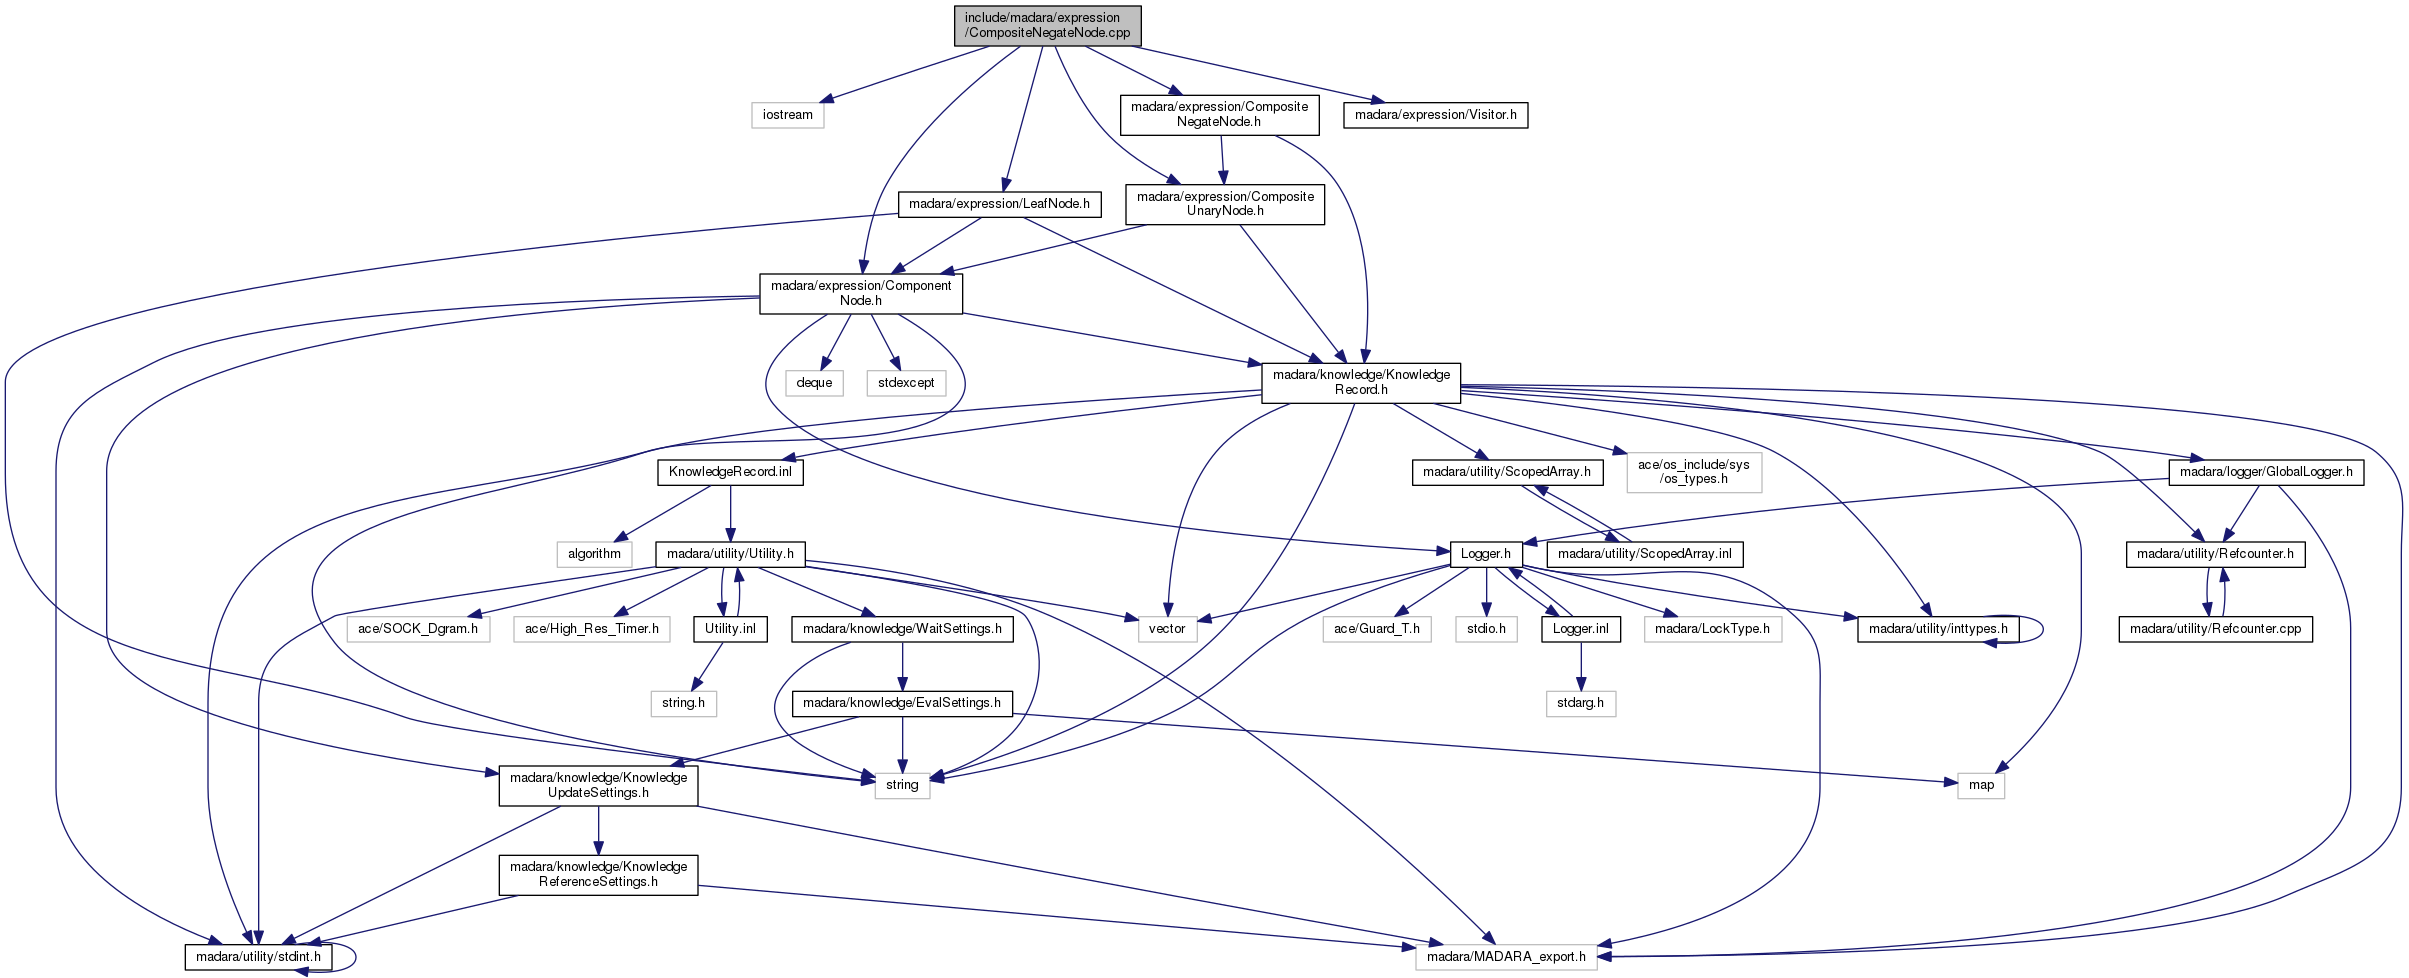 include/madara/expression
/CompositeNegateNode.cpp
iostream
madara/expression/Composite
NegateNode.h
madara/expression/Visitor.h
madara/expression/LeafNode.h
madara/expression/Composite
UnaryNode.h
madara/expression/Component
Node.h
deque
stdexcept
madara/knowledge/Knowledge
Record.h
KnowledgeRecord.inl
madara/utility/ScopedArray.h
ace/os_include/sys
/os_types.h
madara/logger/GlobalLogger.h
algorithm
madara/utility/Utility.h
Logger.h
madara/utility/ScopedArray.inl
madara/utility/Refcounter.h
ace/SOCK_Dgram.h
ace/High_Res_Timer.h
Utility.inl
madara/knowledge/WaitSettings.h
vector
ace/Guard_T.h
stdio.h
Logger.inl
madara/LockType.h
madara/utility/inttypes.h
madara/utility/Refcounter.cpp
string.h
madara/knowledge/EvalSettings.h
stdarg.h
madara/knowledge/Knowledge
UpdateSettings.h
string
map
madara/knowledge/Knowledge
ReferenceSettings.h
madara/utility/stdint.h
madara/MADARA_export.h